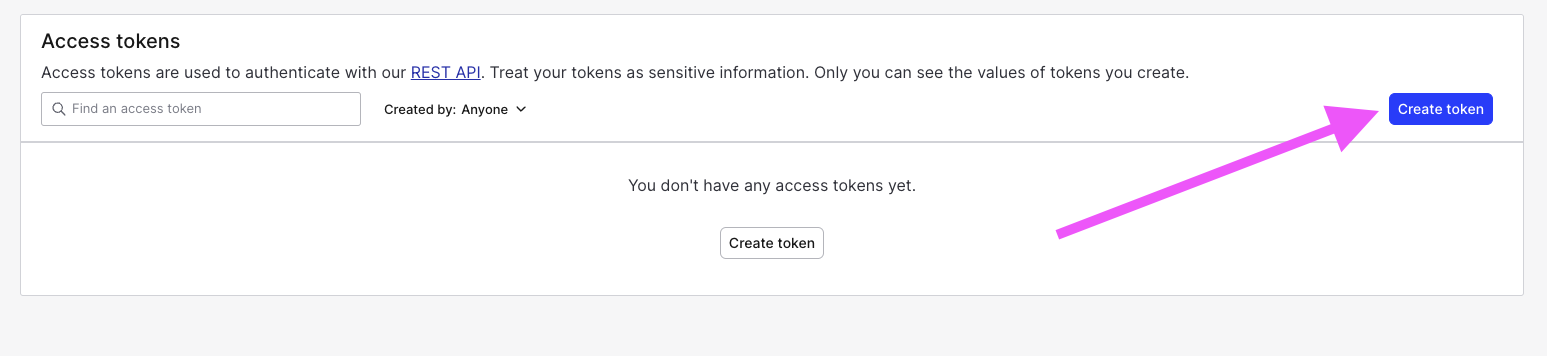 Access tokens
Access tokens are used to authenticate with our REST API. Treat your tokens as sensitive information. Only you can see the values of tokens you create.
Find an access token
Created by: Anyone
Create token
You don't have any access tokens yet.
Create token